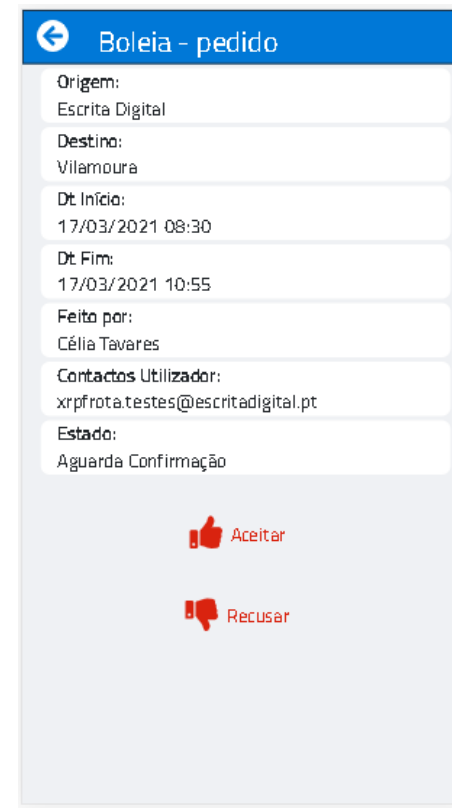 Boleia - pedido
Origem:
Escrita Digital
Destino:
Vilamoura
Dt Início:
17/03/2021 08:30
Dt Fim:
17/03/2021 10:55
Feito por:
Célia Tavares
Contactos Utilizador:
xrpfrota.testes@escritadigital.pt
Estado:
Aguarda Confirmação
Aceitar
Recusar